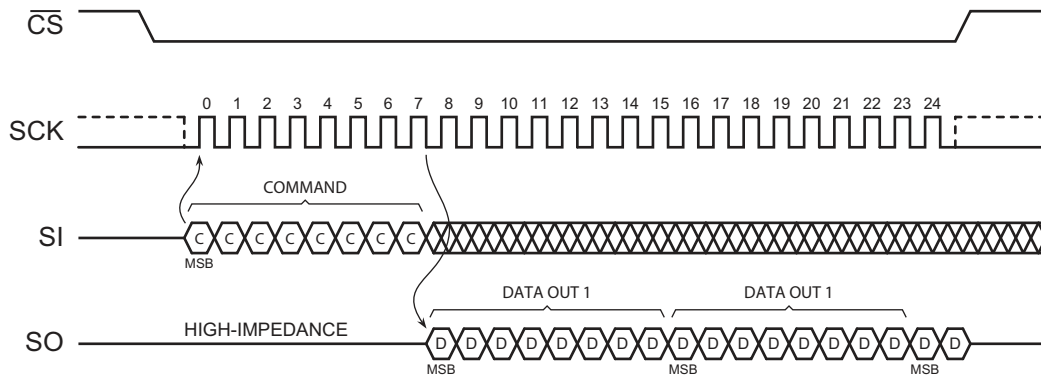 CS
0 1 2 3 4 5 6 7 8 9 10 11 12 13 14 15 16 17 18 19 20 21 22 23 24
SCK
COMMAND
SI C C C C C C C C
MSB
DATA OUT 1 DATA OUT 1
HIGH-IMPEDANCE
SO D D D D D D D D D D D D D D D D D D
MSB MSB MSB